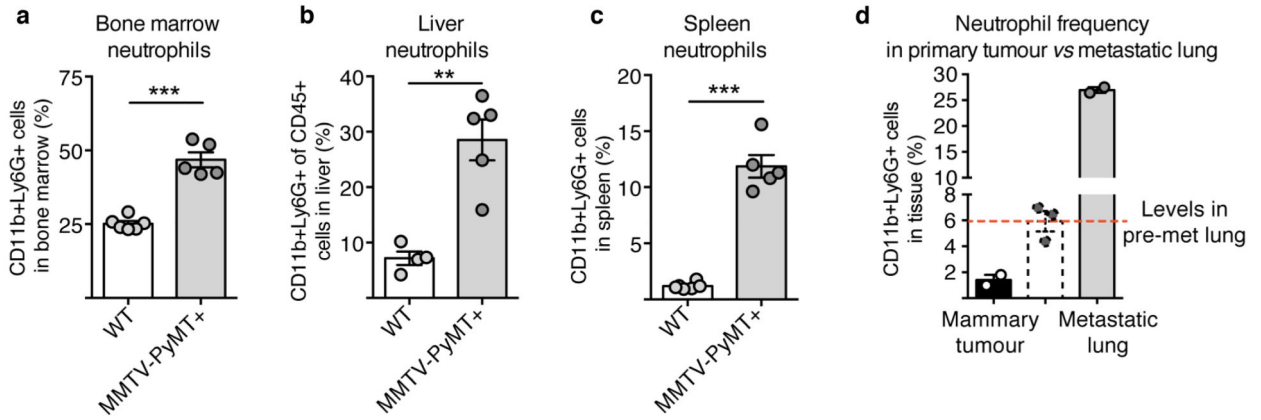 a
Bone marrow
neutrophils
CD11b+Ly6G+ cells
in bone marrow (%)
75
50
25
***
WT
MMTV-PyMT+
b
Liver
neutrophils
CD11b+Ly6G+ of CD45+
cells in liver (%)
40
30
20
10
**
WT
MMTV-PyMT+
c
Spleen
neutrophils
CD11b+Ly6G+ cells
in spleen (%)
20
15
10
5
***
WT
MMTV-PyMT+
d
Neutrophil frequency
in primary tumour vs metastatic lung
CD11b+Ly6G+ cells
in tissue (%)
30
25
20
15
10
8
6
4
2
Levels in
pre-met lung
Mammary
tumour
Metastatic
lung